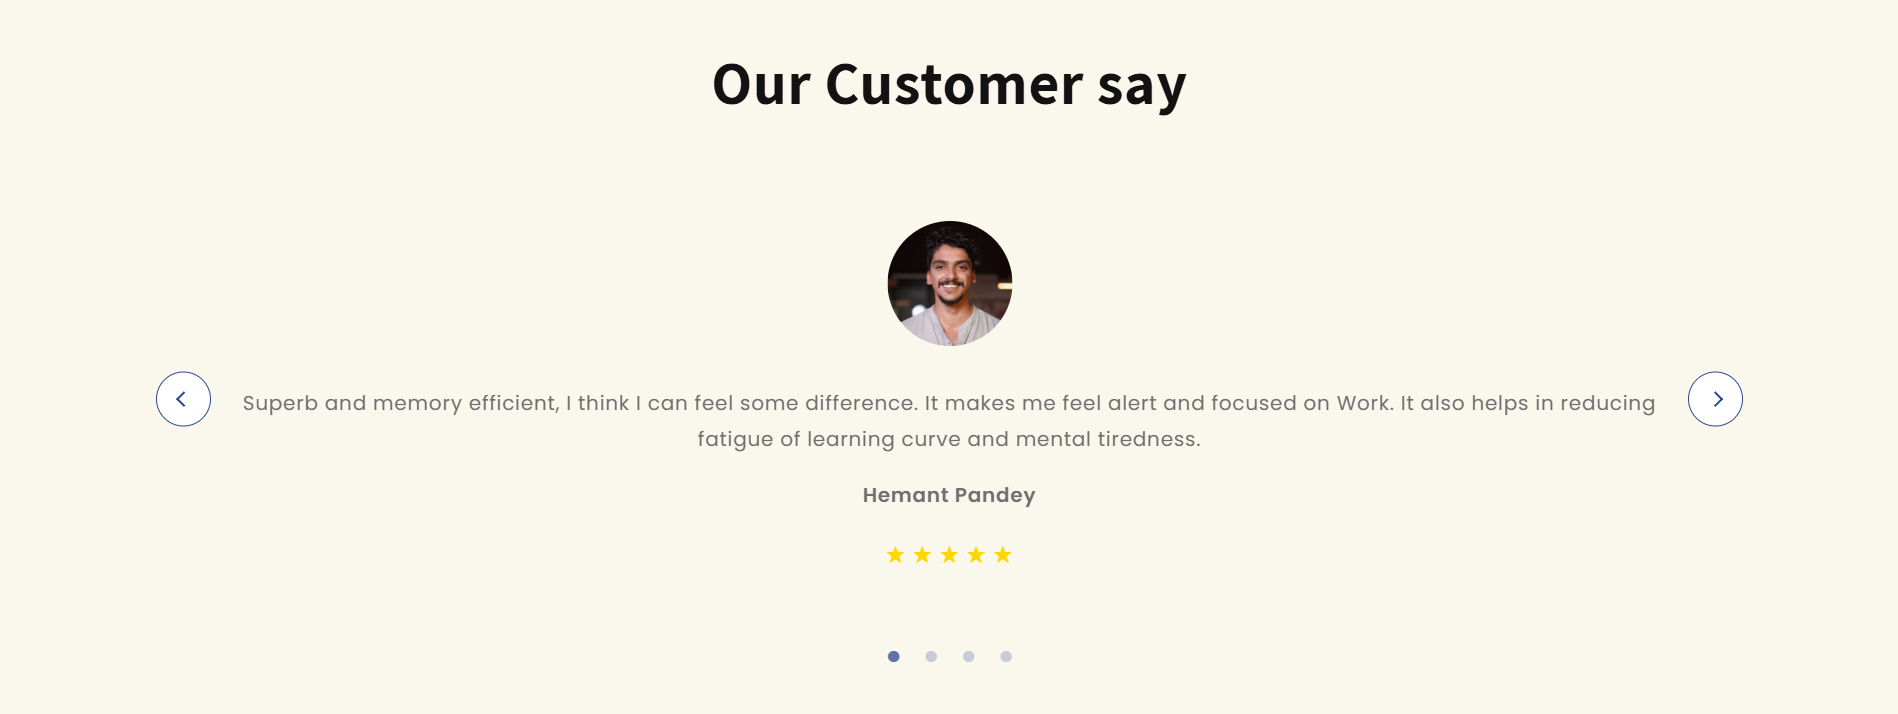 Our Customer say
Superb and memory efficient, I think I can feel some difference. It makes me feel alert and focused on Work. It also helps in reducing
fatigue of learning curve and mental tiredness.
Hemant Pandey